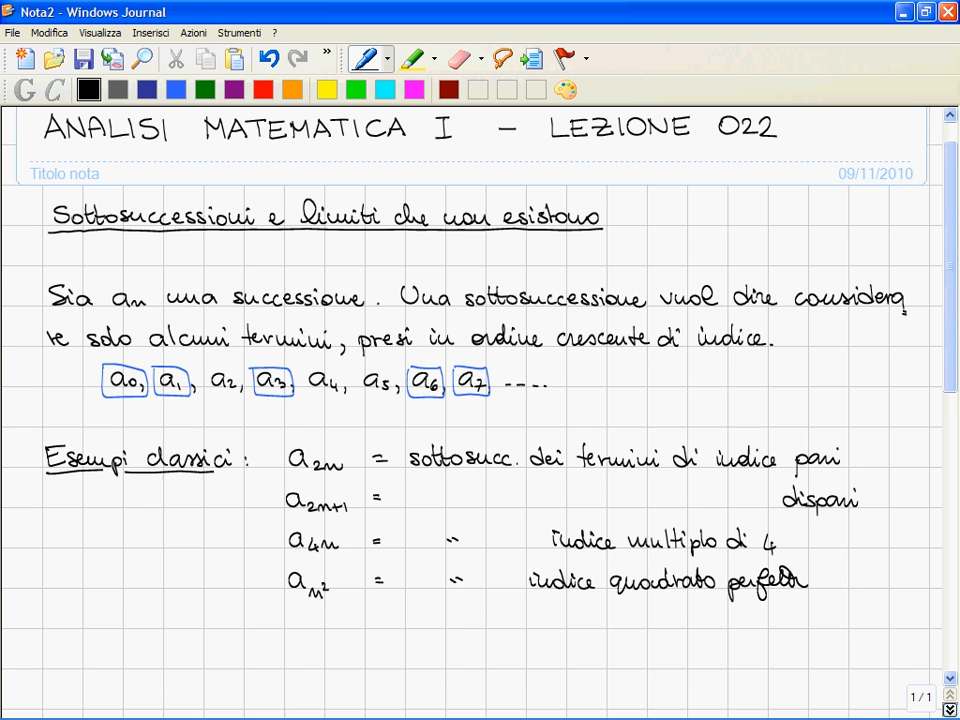 Nota2 - Windows Journal
File Modifica Visualizza Inserisci Azioni Strumenti ?
G C
ANALISI MATEMATICA I - LEZIONE 022
Titolo nota 09/11/2010
Sottosuccessioni e limiti che non esistono
Sia an una successione. Una sottosuccessione vuol dire considera
re solo alcuni termini, presi in ordine crescente di indice.
a0, a1, a2, a3, a4, a5, a6, a7, ....
Esempi classici: a2n = sottosucc. dei termini di indice pari
a2n+1 = dispari
a4n = " indice multiplo di 4
an² = " indice quadrato perfetto
1 / 1